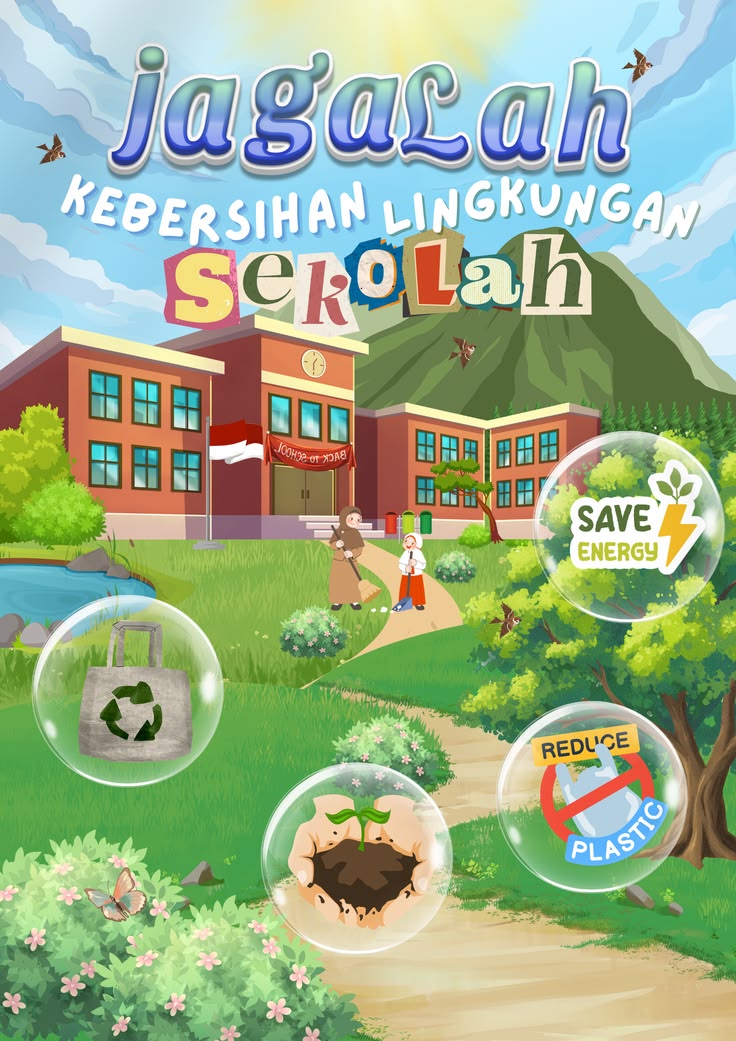 jagaLah
KEBERSIHAN LINGKUNGAN
SeKoLah
BACK TO SCHOOL
SAVE
ENERGY
REDUCE
PLASTIC